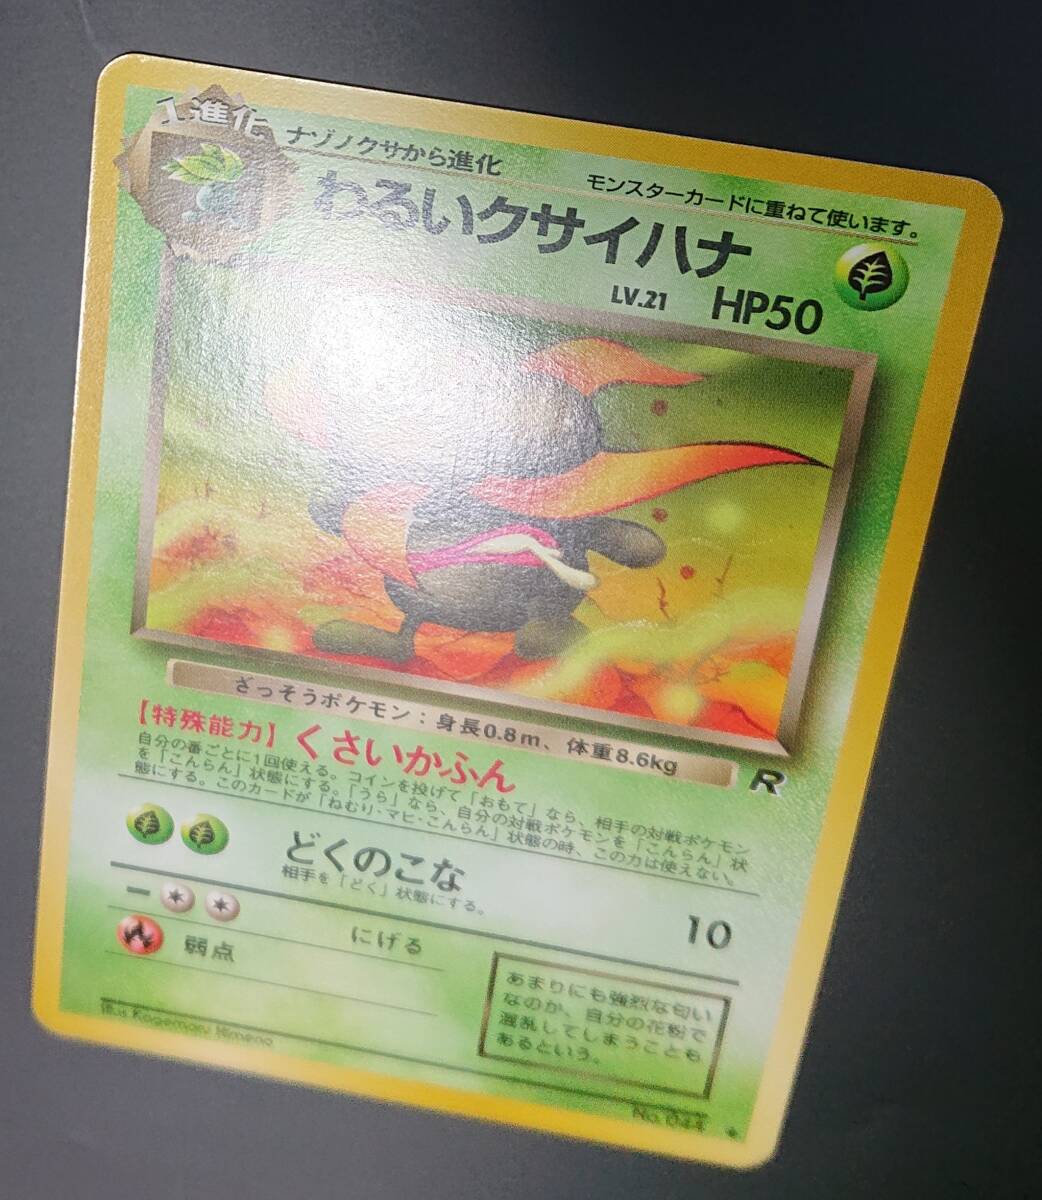 1進化
ナゾノクサから進化
モンスターカードに重ねて使います。
わるいクサイハナ
LV.21 HP50
ざっそうポケモン:身長0.8m、体重8.6kg
R
【特殊能力】くさいかふん
自分の番ごとに1回使える。コインを投げて「おもて」なら、相手の対戦ポケモン
を「こんらん」状態にする。「うら」なら、自分の対戦ポケモンを「こんらん」状
態にする。このカードが「ねむり・マヒ・こんらん」状態の時、この力は使えない。
どくのこな
相手を「どく」状態にする。
10
ー
にげる
弱点
あまりにも強烈な匂い
なのか、自分の花粉で
混乱してしまうことも
あるという。
Illus. Kagemaru Himeno
No. 044